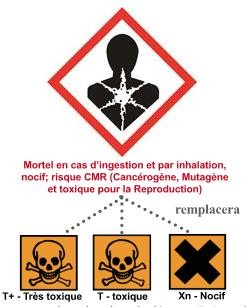 Mortel en cas d'ingestion et par inhalation,
nocif; risque CMR (Cancérogène, Mutagène
et toxique pour la Reproduction)
remplacera
T+ - Très toxique
T - toxique
Xn - Nocif